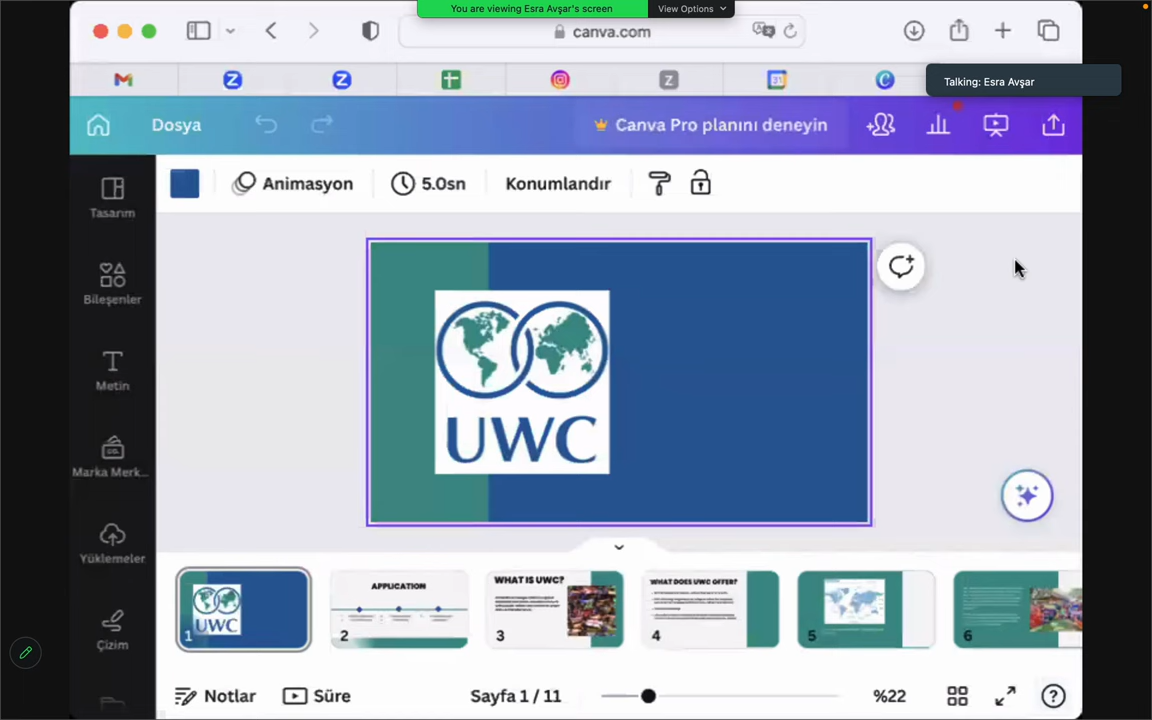 You are viewing Esra Avşar's screen
View Options
canva.com
31
Talking: Esra Avşar
Dosya
Canva Pro planını deneyin
Animasyon
5.0sn
Konumlandır
Tasarım
Bileşenler
Metin
Marka Merk...
Yüklemeler
Çizim
UWC
UWC
1
APPLICATION
2
WHAT IS UWC?
3
WHAT DOES UWC OFFER?
4
5
6
Notlar
Süre
Sayfa 1 / 11
%22